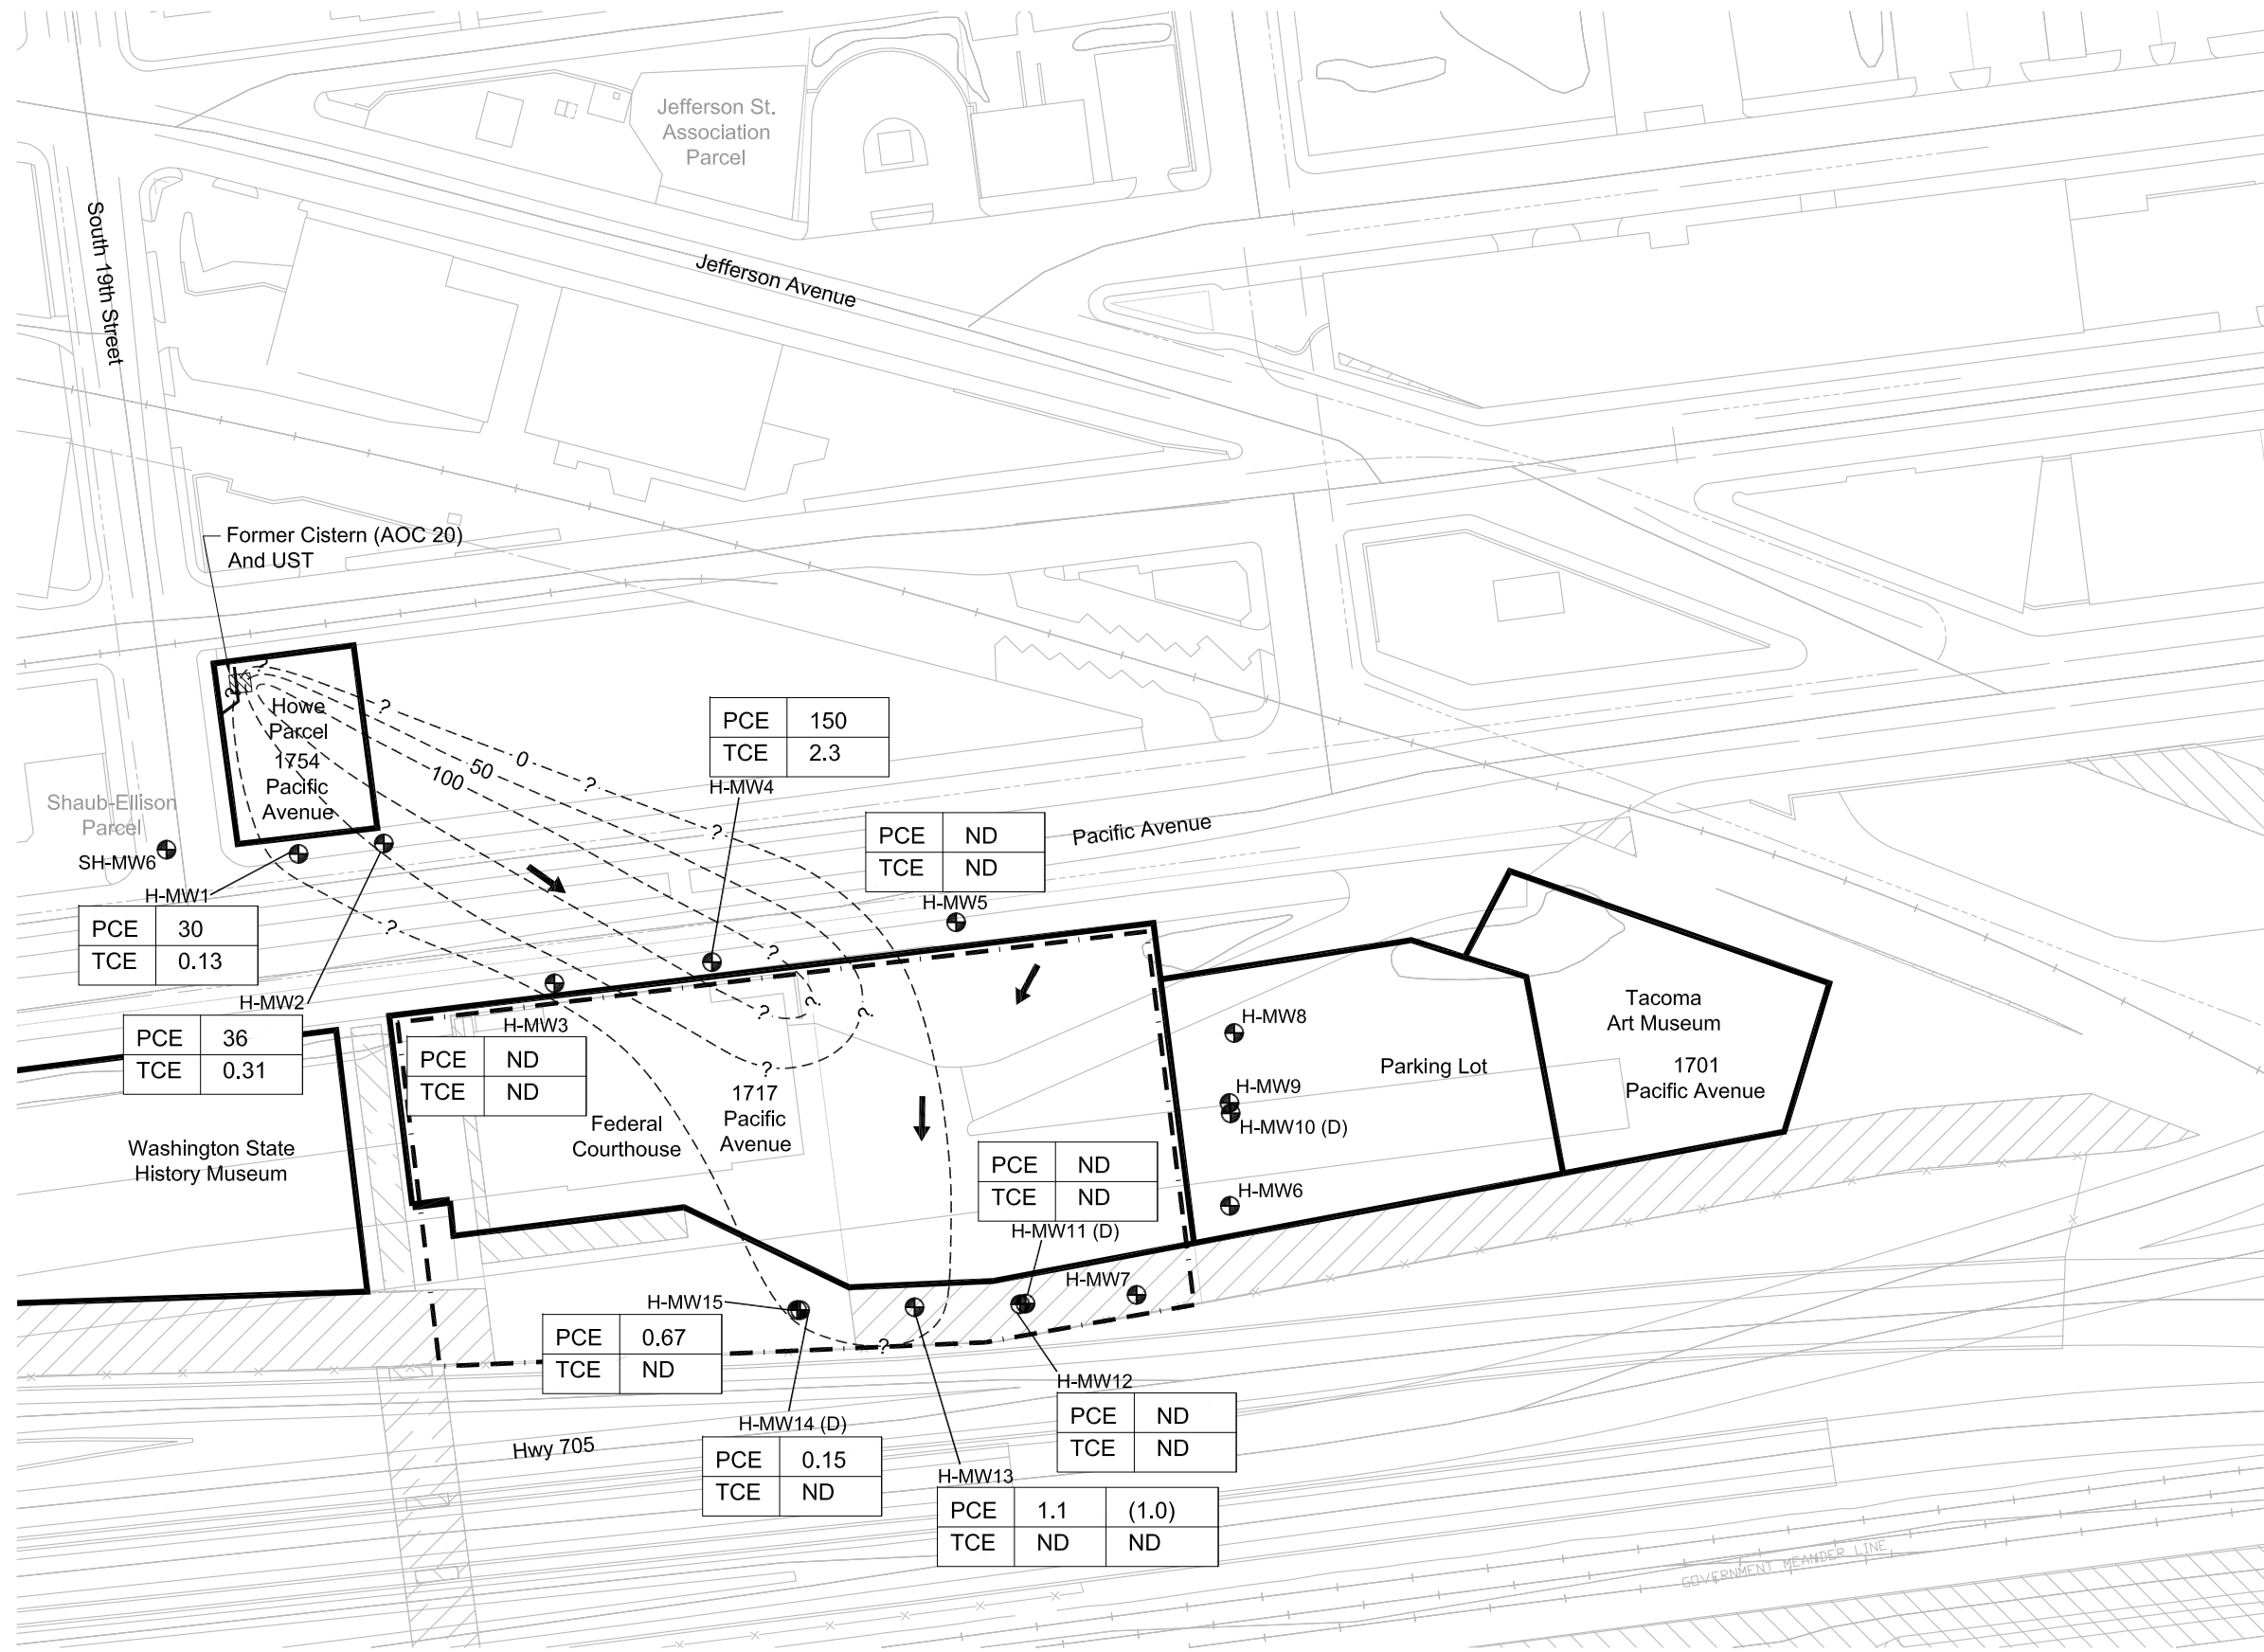 Jefferson St.
Association
Parcel
South 19th Street
Jefferson Avenue
Former Cistern (AOC 20)
And UST
?
?
Howe
Parcel
1754
Pacific
Avenue
?
0
?
50
100
?
PCE 150
TCE 2.3
H-MW4
Shaub-Ellison
Parcel
SH-MW6
PCE ND
TCE ND
H-MW5
Pacific Avenue
H-MW1
PCE 30
TCE 0.13
?
?
?
?
?
?
H-MW2
PCE 36
TCE 0.31
H-MW3
PCE ND
TCE ND
H-MW8
Parking Lot
H-MW9
H-MW10 (D)
H-MW6
Tacoma
Art Museum
1701
Pacific Avenue
Washington State
History Museum
Federal
Courthouse
1717
Pacific
Avenue
PCE ND
TCE ND
H-MW11 (D)
H-MW7
H-MW15
PCE 0.67
TCE ND
?
H-MW12
PCE ND
TCE ND
H-MW14 (D)
PCE 0.15
TCE ND
Hwy 705
H-MW13
PCE 1.1 (1.0)
TCE ND ND
GOVERNMENT MEANDER LINE